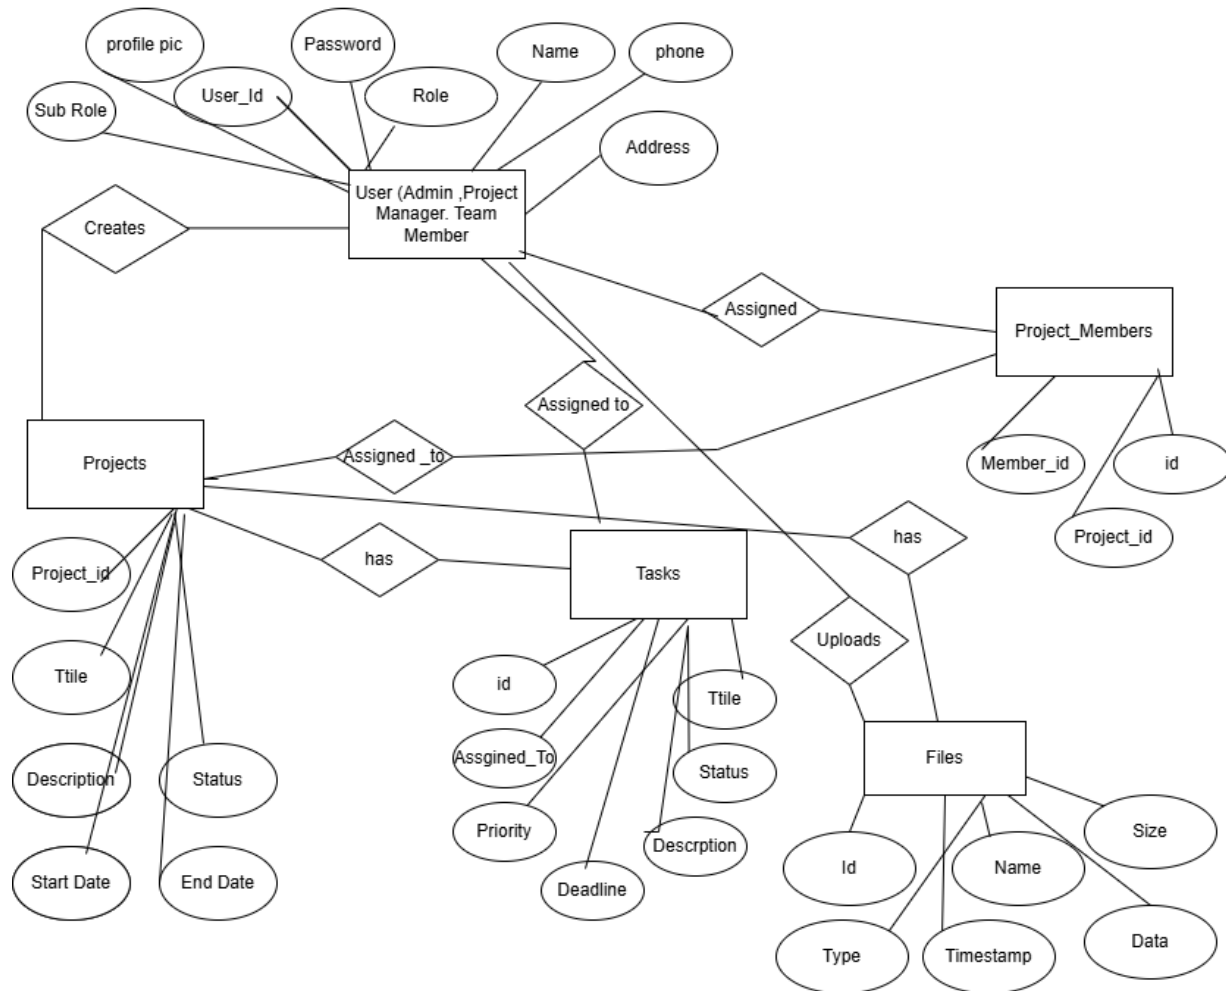 profile pic
Password
Name
phone
Sub Role
User_Id
Role
Address
User (Admin ,Project
Manager. Team
Member
Creates
Assigned
Project_Members
Assigned to
Projects
Assigned _to
Member_id
id
Project_id
has
has
Tasks
Project_id
Uploads
Ttile
id
Ttile
Assgined_To
Status
Files
Description
Status
Priority
Descrption
Size
Id
Name
Start Date
End Date
Deadline
Type
Timestamp
Data